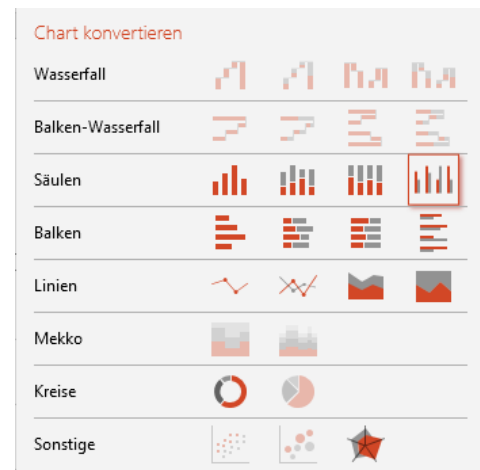 Chart konvertieren
Wasserfall
Balken-Wasserfall
Säulen
Balken
Linien
Mekko
Kreise
Sonstige